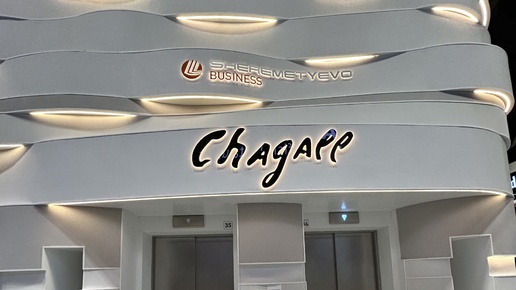 SHEREMETYEVO
BUSINESS
Chagall
35